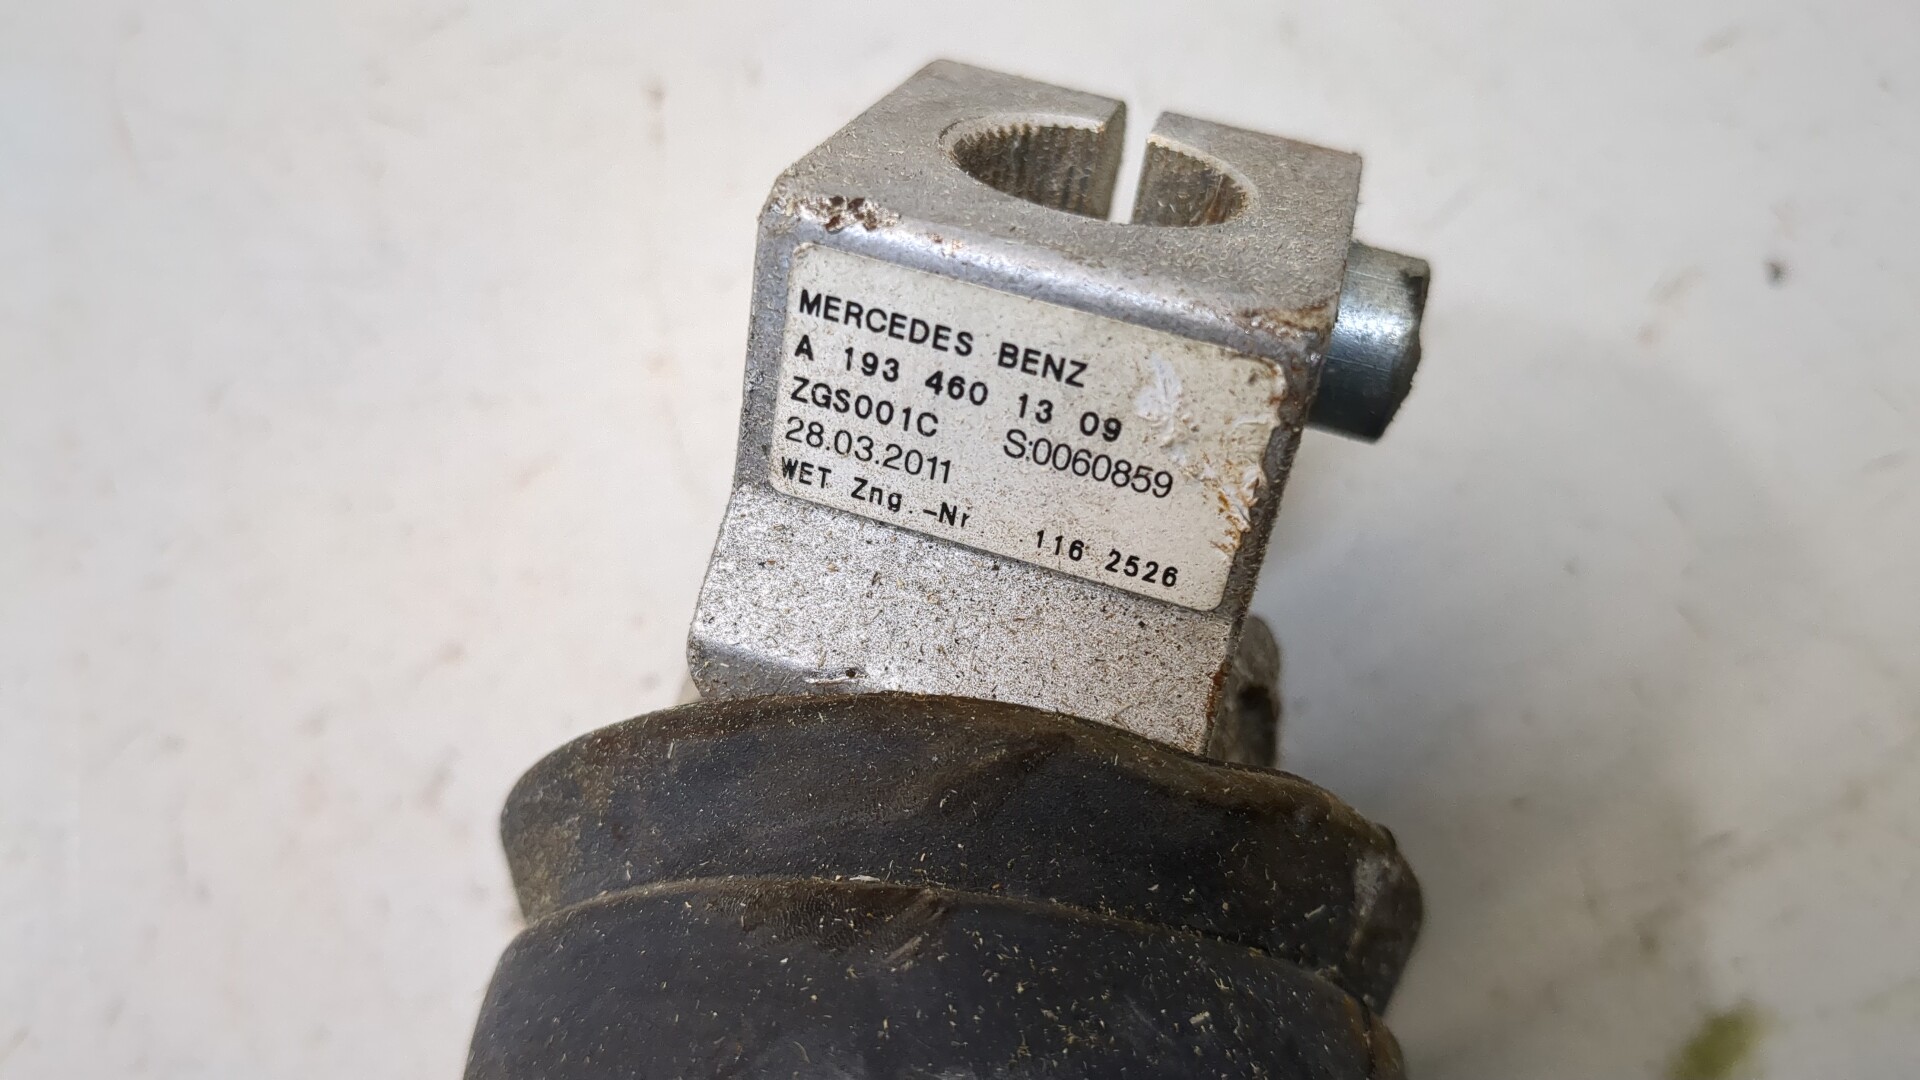 MERCEDES BENZ
A 193 460 13 09
ZGS001C S:0060859
28.03.2011
WET Zng.-Nr 116 2526